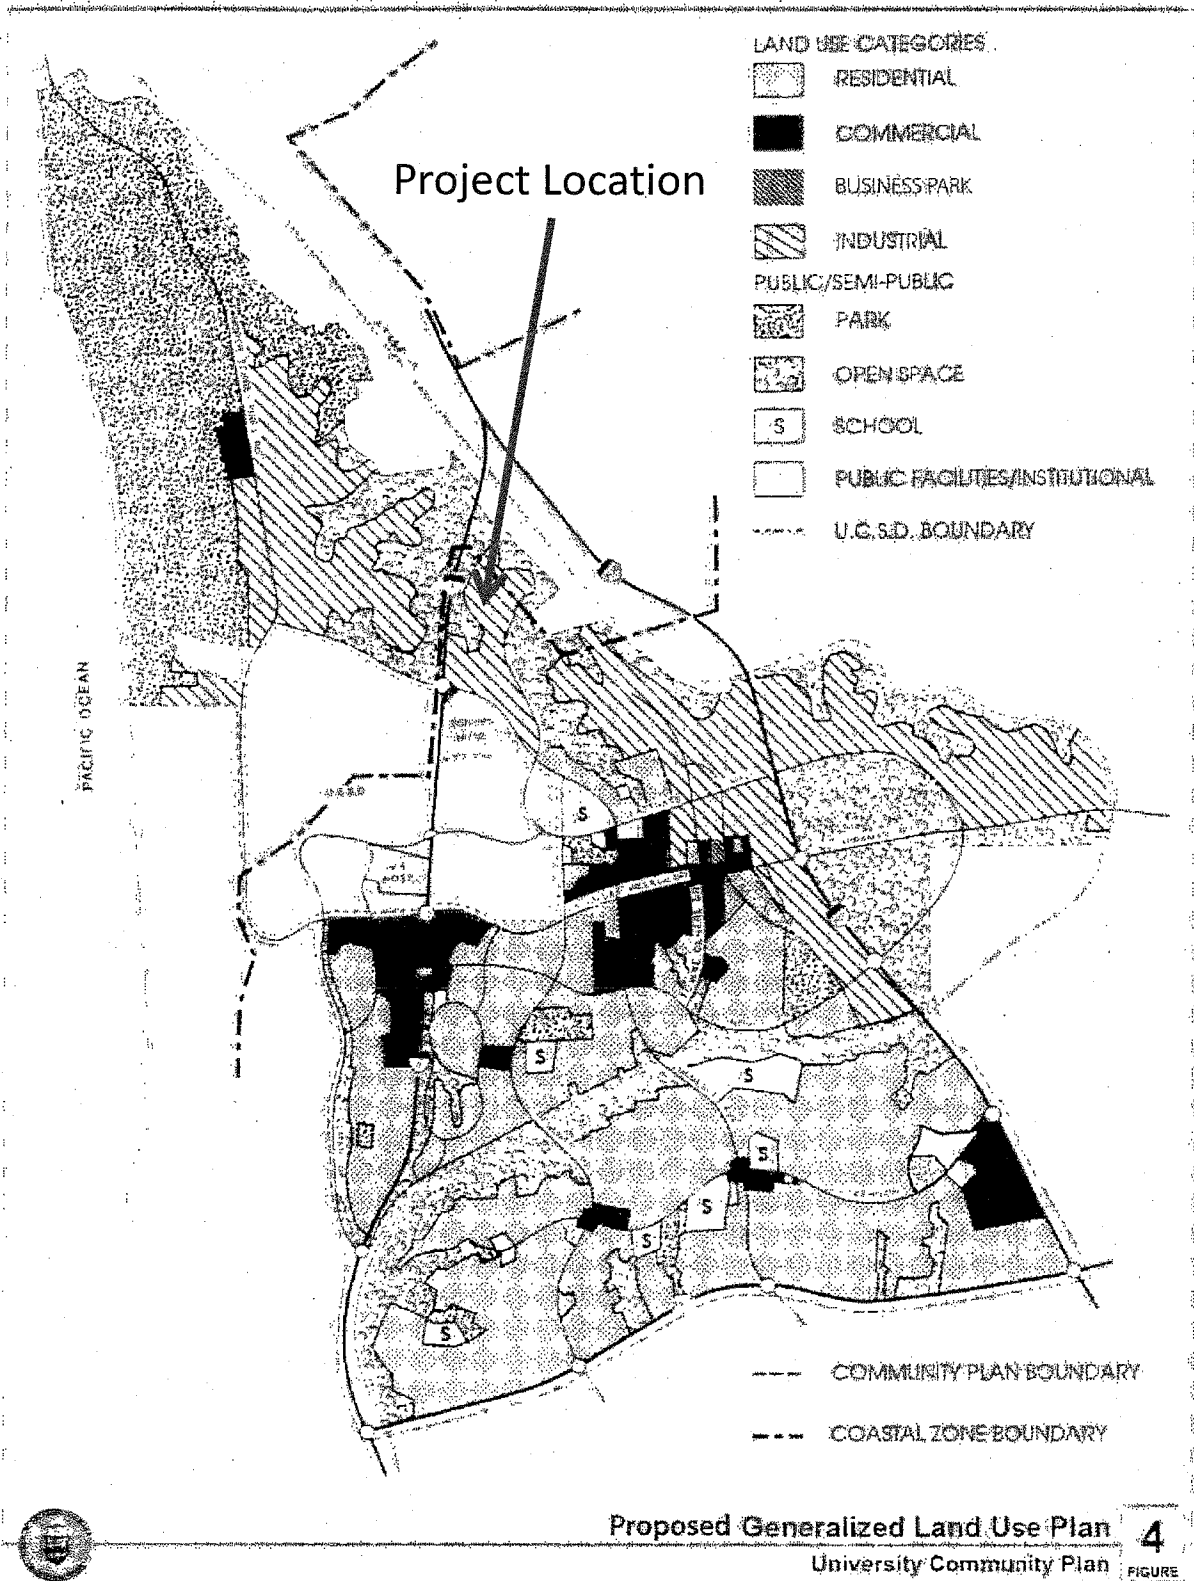 LAND USE CATEGORIES
RESIDENTIAL
COMMERCIAL
BUSINESS PARK
INDUSTRIAL
PUBLIC/SEMI-PUBLIC
PARK
OPEN SPACE
S SCHOOL
PUBLIC FACILITIES/INSTITUTIONAL
U.C.S.D. BOUNDARY
Project Location
PACIFIC OCEAN
S
S
S
S
S
S
S
COMMUNITY PLAN BOUNDARY
COASTAL ZONE BOUNDARY
Proposed Generalized Land Use Plan
University Community Plan
4
FIGURE